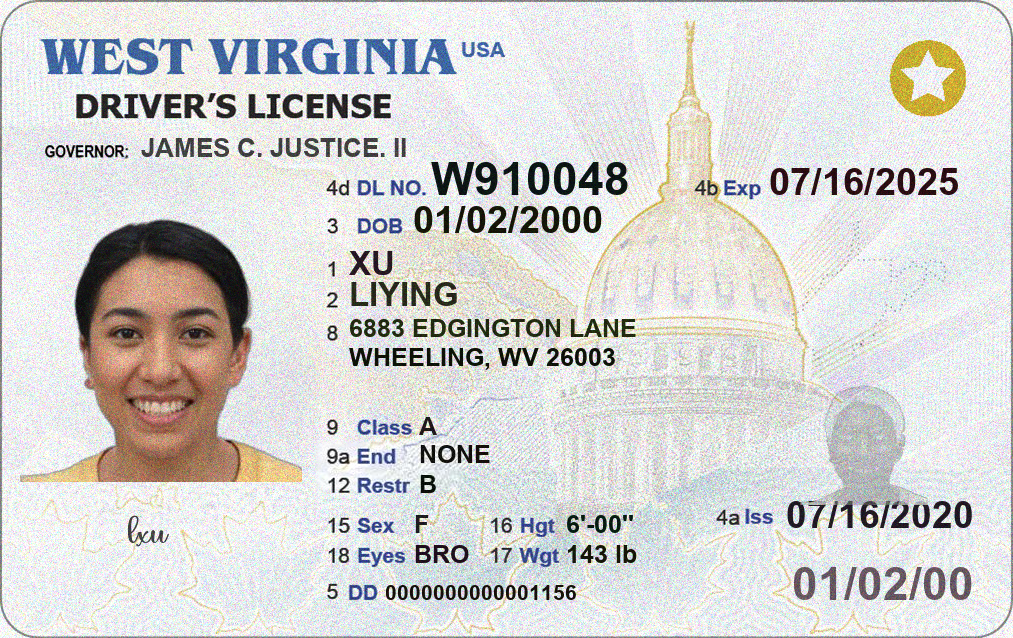 WEST VIRGINIA USA
DRIVER'S LICENSE
GOVERNOR: JAMES C. JUSTICE. II
4d DL NO. W910048 4b Exp 07/16/2025
3 DOB 01/02/2000
1 XU
2 LIYING
8 6883 EDGINGTON LANE
WHEELING, WV 26003
9 Class A
9a End NONE
12 Restr B
15 Sex F 16 Hgt 6'-00" 4a Iss 07/16/2020
18 Eyes BRO 17 Wgt 143 lb
5 DD 0000000000001156
01/02/00
lxu